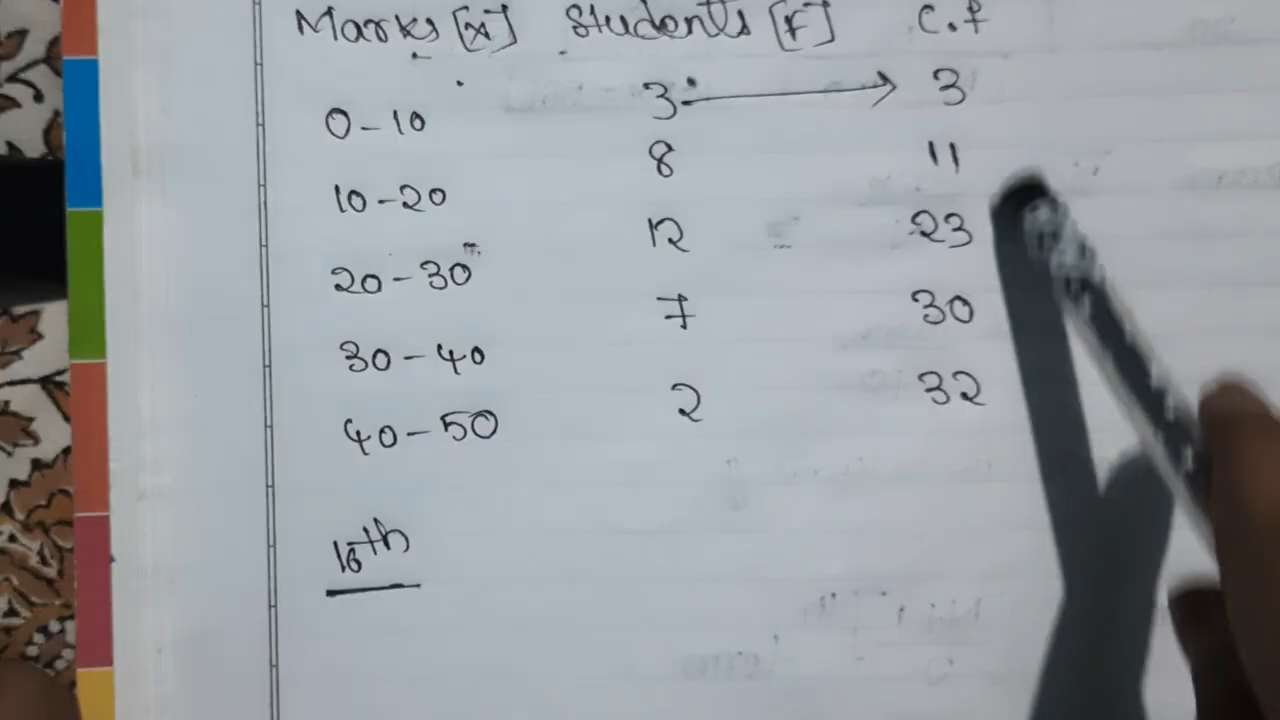 Marks [X] Students [F] C.f
0-10 3 → 3
10-20 8 11
20-30 12 23
30-40 7 30
40-50 2 32
16th